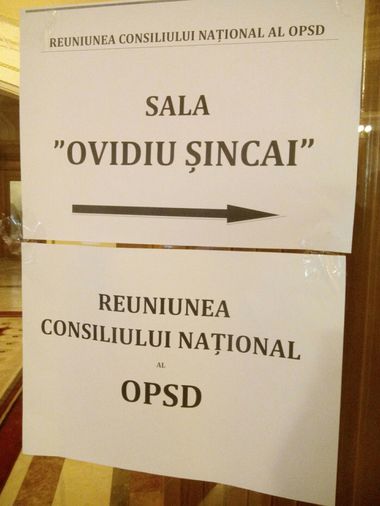 REUNIUNEA CONSILIULUI NAȚIONAL AL OPSD
SALA
”OVIDIU ȘINCAI”
REUNIUNEA
CONSILIULUI NAȚIONAL
AL
OPSD